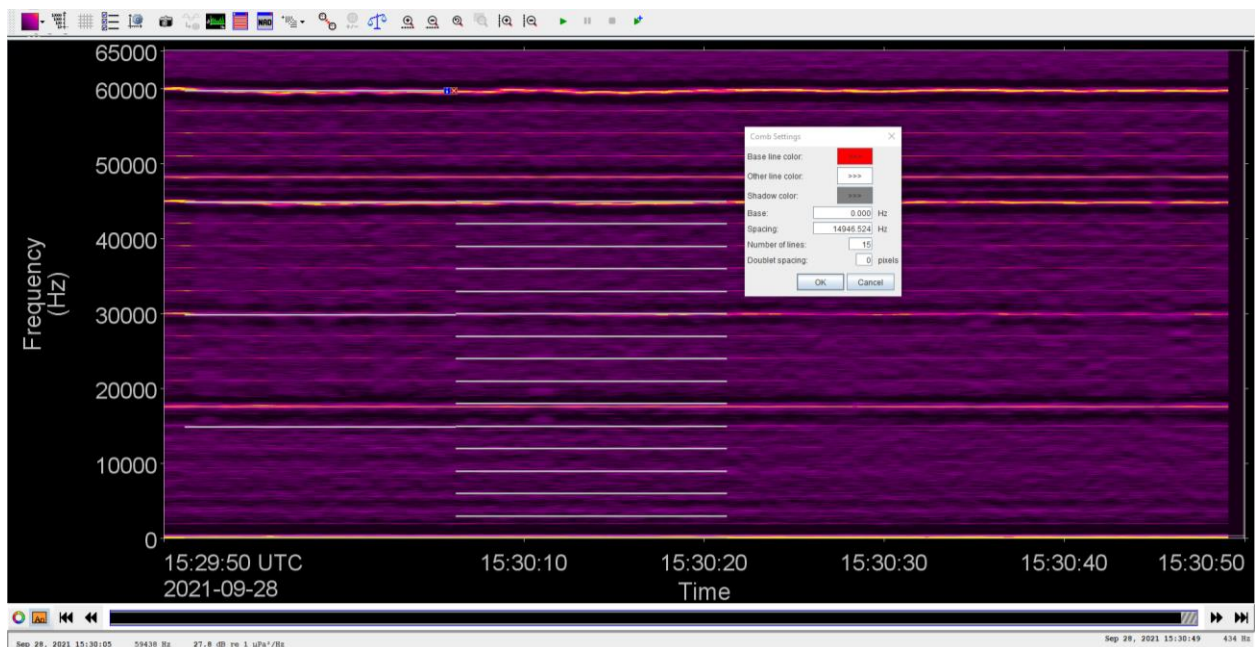 NAD
65000
60000
50000
40000
30000
20000
10000
0
Frequency
(Hz)
15:29:50 UTC
15:30:10
15:30:20
15:30:30
15:30:40
15:30:50
2021-09-28
Time
Comb Settings
Base line color: >>>
Other line color: >>>
Shadow color: >>>
Base: 0.000 Hz
Spacing: 14946.524 Hz
Number of lines: 15
Doublet spacing: 0 pixels
OK Cancel
Sep 28, 2021 15:30:05 59438 Hz 27.8 dB re 1 uPa²/Hz
Sep 28, 2021 15:30:49 434 Hz